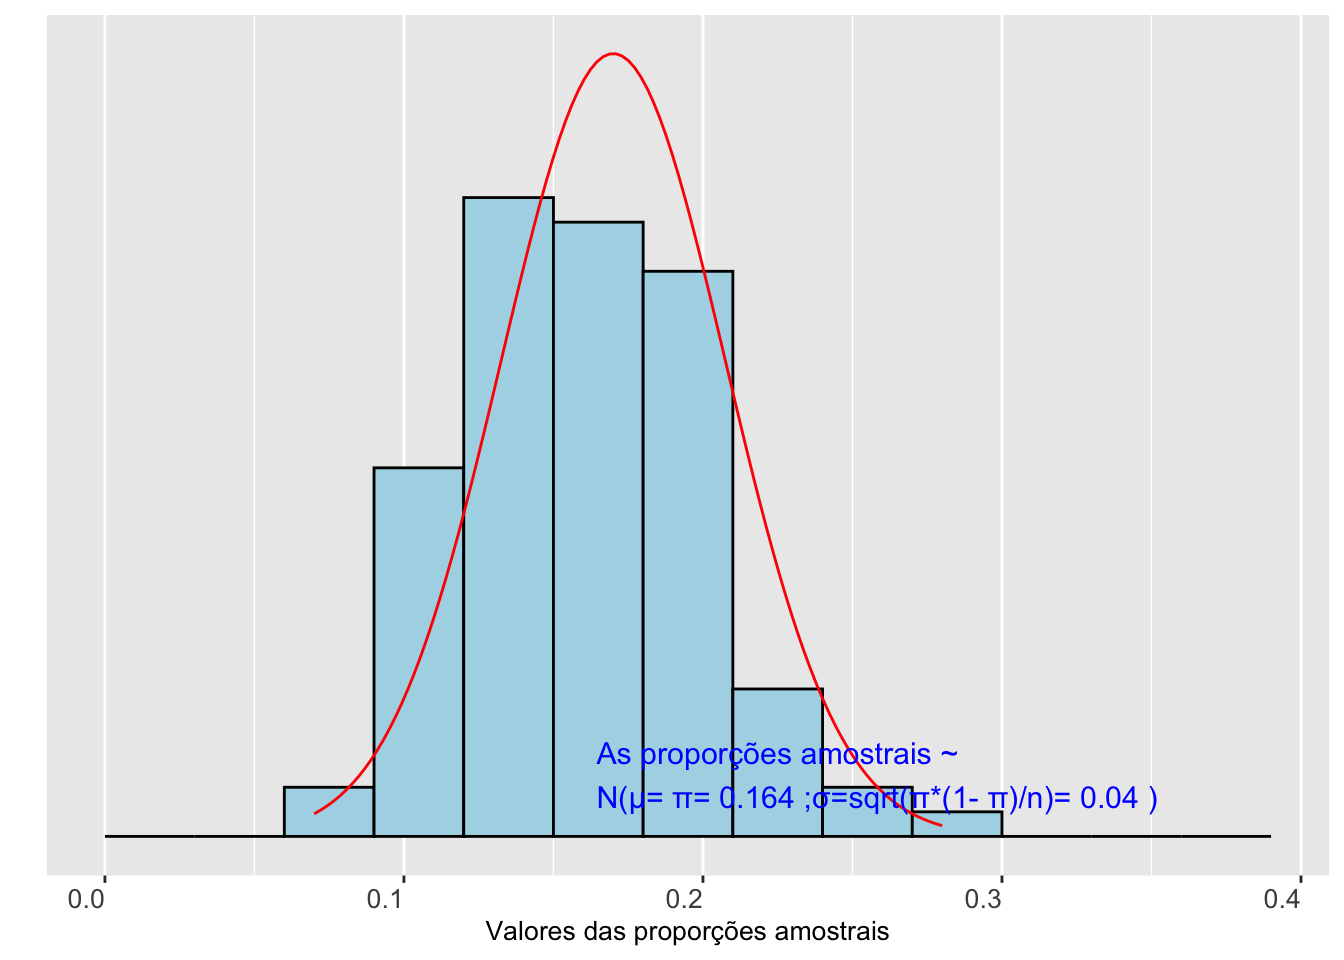 As proporções amostrais ~
N(μ= π= 0.164 ;σ=sqrt(π*(1- π)/n)= 0.04 )
0.0 0.1 0.2 0.3 0.4
Valores das proporções amostrais